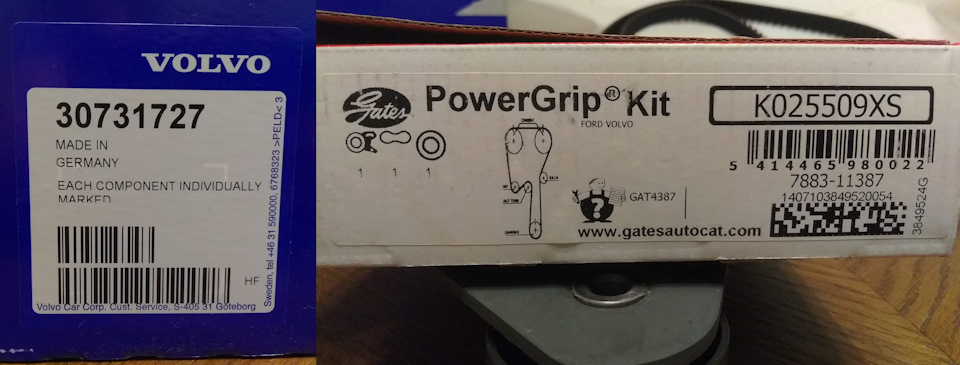 VOLVO
30731727
MADE IN
GERMANY
EACH COMPONENT INDIVIDUALLY
MARKED
HF
Volvo Car Corp. Cust. Service, S-405 31 Göteborg
Sweden, tel +46 31 590000, 6768323 >PELD< 3
Gates
PowerGrip® Kit
FORD VOLVO
K025509XS
1 1 1
5 414465 980022
7883-11387
1407103849520054
3849524G
GAT4387
?
www.gatesautocat.com